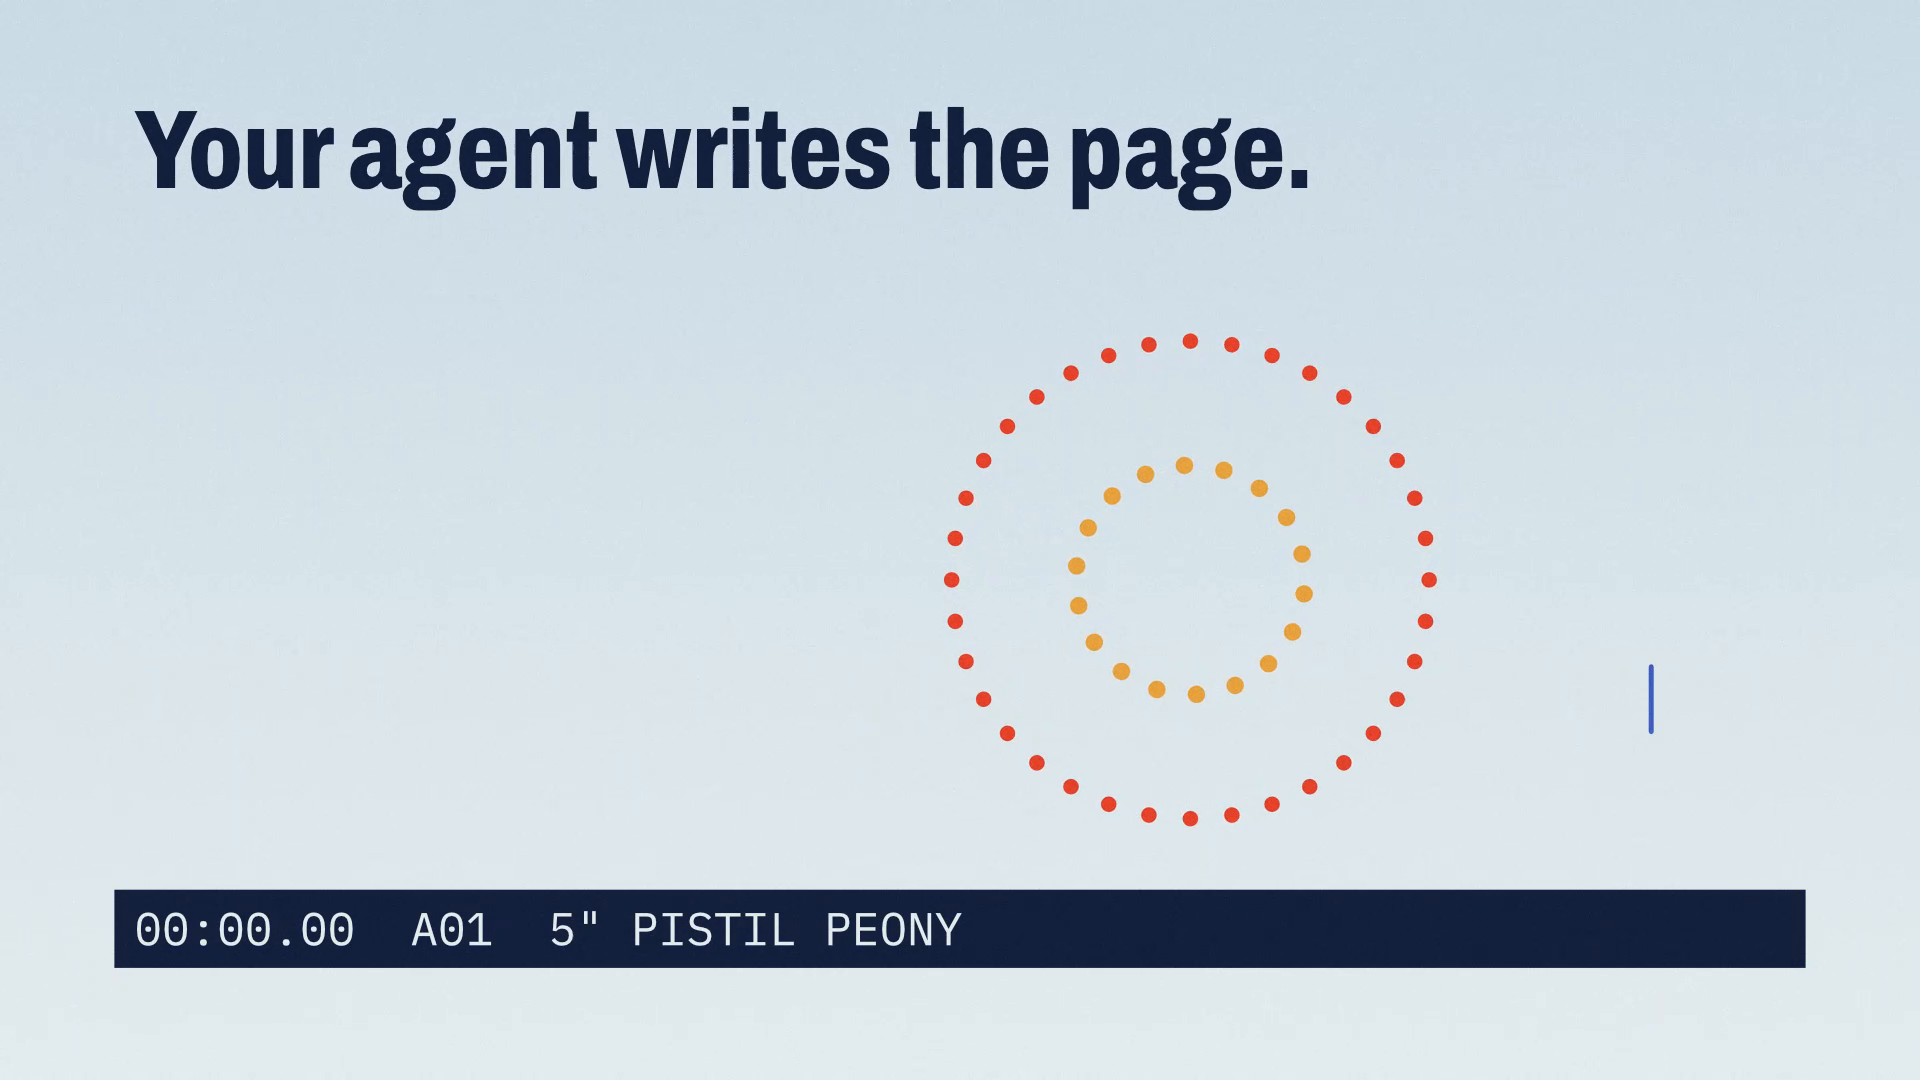 Your agent writes the page.
00:00.00 A01 5" PISTIL PEONY